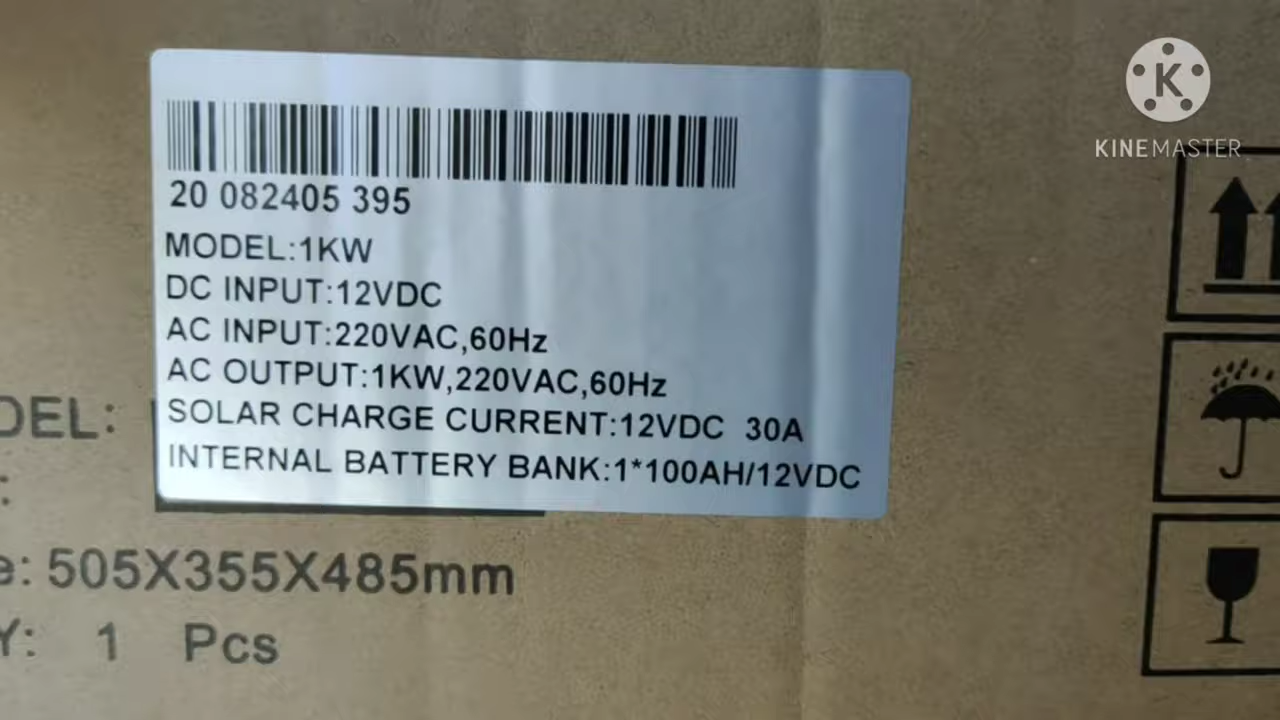 K
KINEMASTER
20 082405 395
MODEL:1KW
DC INPUT:12VDC
AC INPUT:220VAC,60Hz
AC OUTPUT:1KW,220VAC,60Hz
SOLAR CHARGE CURRENT:12VDC 30A
INTERNAL BATTERY BANK:1*100AH/12VDC
DEL:
:
e: 505X355X485mm
Y: 1 Pcs